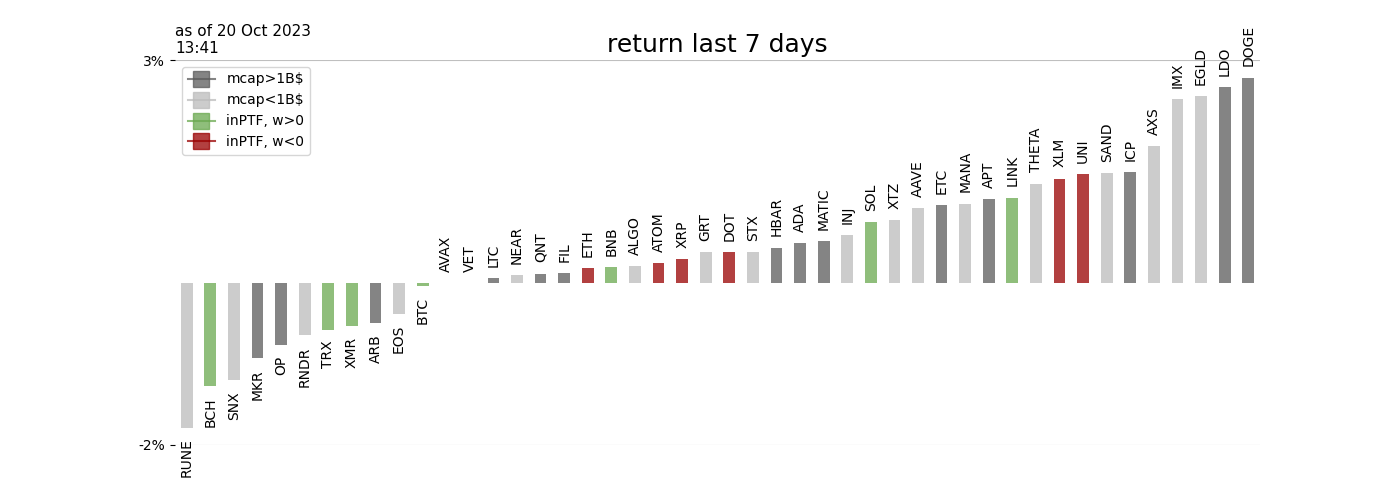 as of 20 Oct 2023
13:41
return last 7 days
3%
-2%
mcap>1B$
mcap<1B$
inPTF, w>0
inPTF, w<0
RUNE
BCH
SNX
MKR
OP
RNDR
TRX
XMR
ARB
EOS
BTC
AVAX
VET
LTC
NEAR
QNT
FIL
ETH
BNB
ALGO
ATOM
XRP
GRT
DOT
STX
HBAR
ADA
MATIC
INJ
SOL
XTZ
AAVE
ETC
MANA
APT
LINK
THETA
XLM
UNI
SAND
ICP
AXS
IMX
EGLD
LDO
DOGE